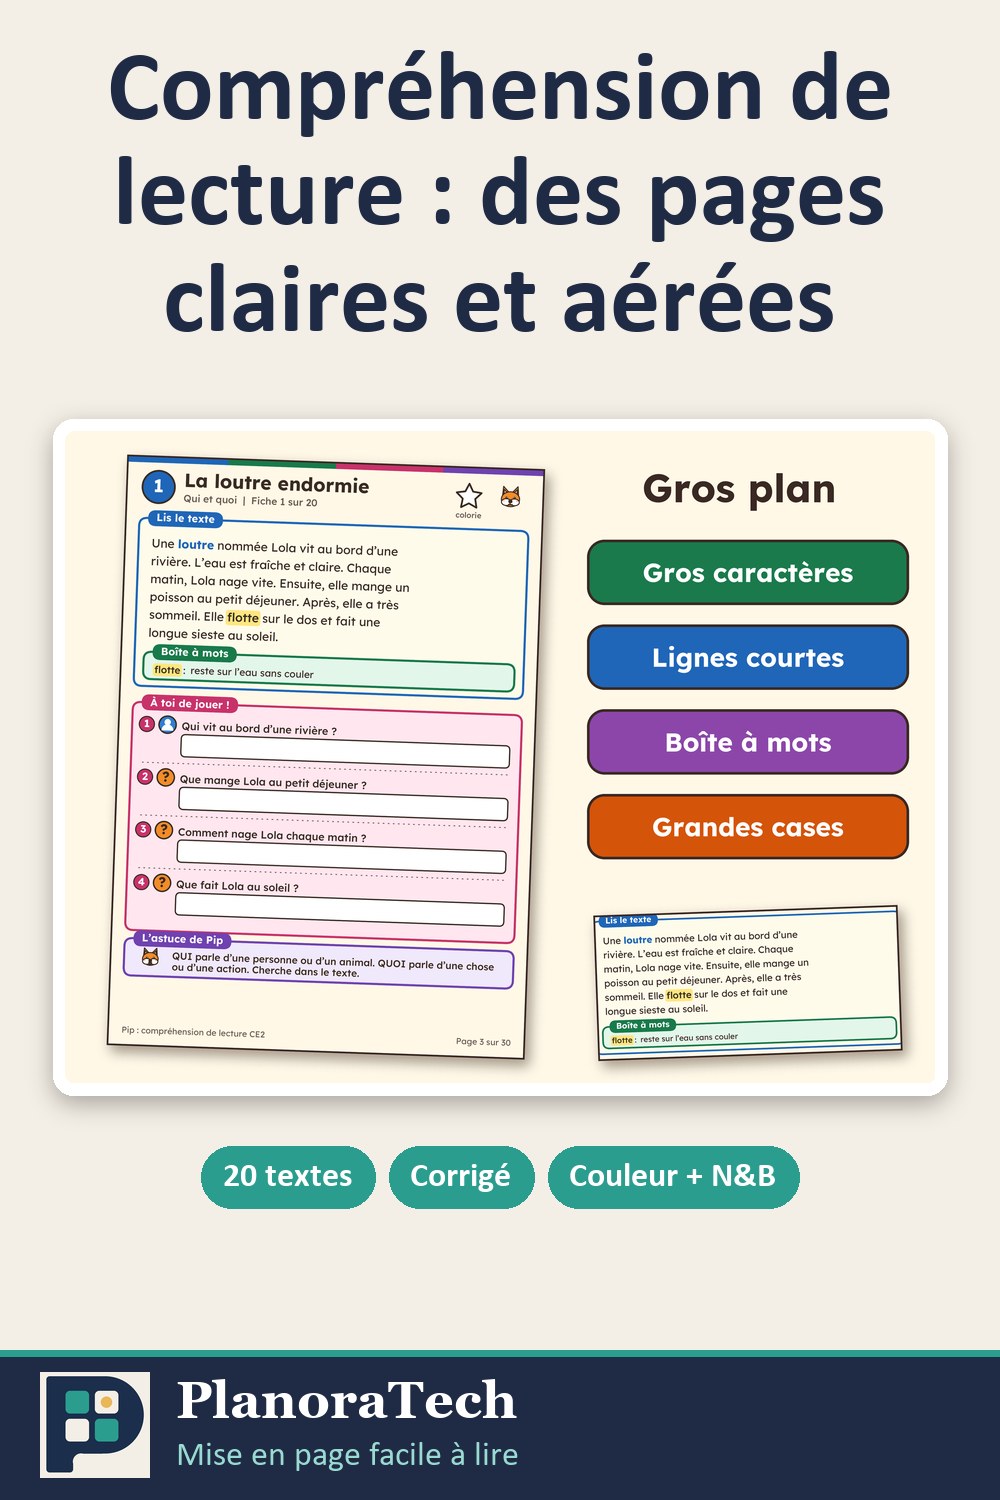 Compréhension de
lecture : des pages
claires et aérées
1
La loutre endormie
Qui et quoi | Fiche 1 sur 20
colorie
Lis le texte
Une loutre nommée Lola vit au bord d'une
rivière. L'eau est fraîche et claire. Chaque
matin, Lola nage vite. Ensuite, elle mange un
poisson au petit déjeuner. Après, elle a très
sommeil. Elle flotte sur le dos et fait une
longue sieste au soleil.
Boîte à mots
flotte : reste sur l'eau sans couler
À toi de jouer !
1 Qui vit au bord d'une rivière ?
2 ? Que mange Lola au petit déjeuner ?
3 ? Comment nage Lola chaque matin ?
4 ? Que fait Lola au soleil ?
L'astuce de Pip
QUI parle d'une personne ou d'un animal. QUOI parle d'une chose
ou d'une action. Cherche dans le texte.
Pip : compréhension de lecture CE2
Page 3 sur 30
Gros plan
Gros caractères
Lignes courtes
Boîte à mots
Grandes cases
Lis le texte
Une loutre nommée Lola vit au bord d'une
rivière. L'eau est fraîche et claire. Chaque
matin, Lola nage vite. Ensuite, elle mange un
poisson au petit déjeuner. Après, elle a très
sommeil. Elle flotte sur le dos et fait une
longue sieste au soleil.
Boîte à mots
flotte : reste sur l'eau sans couler
20 textes
Corrigé
Couleur + N&B
PlanoraTech
Mise en page facile à lire